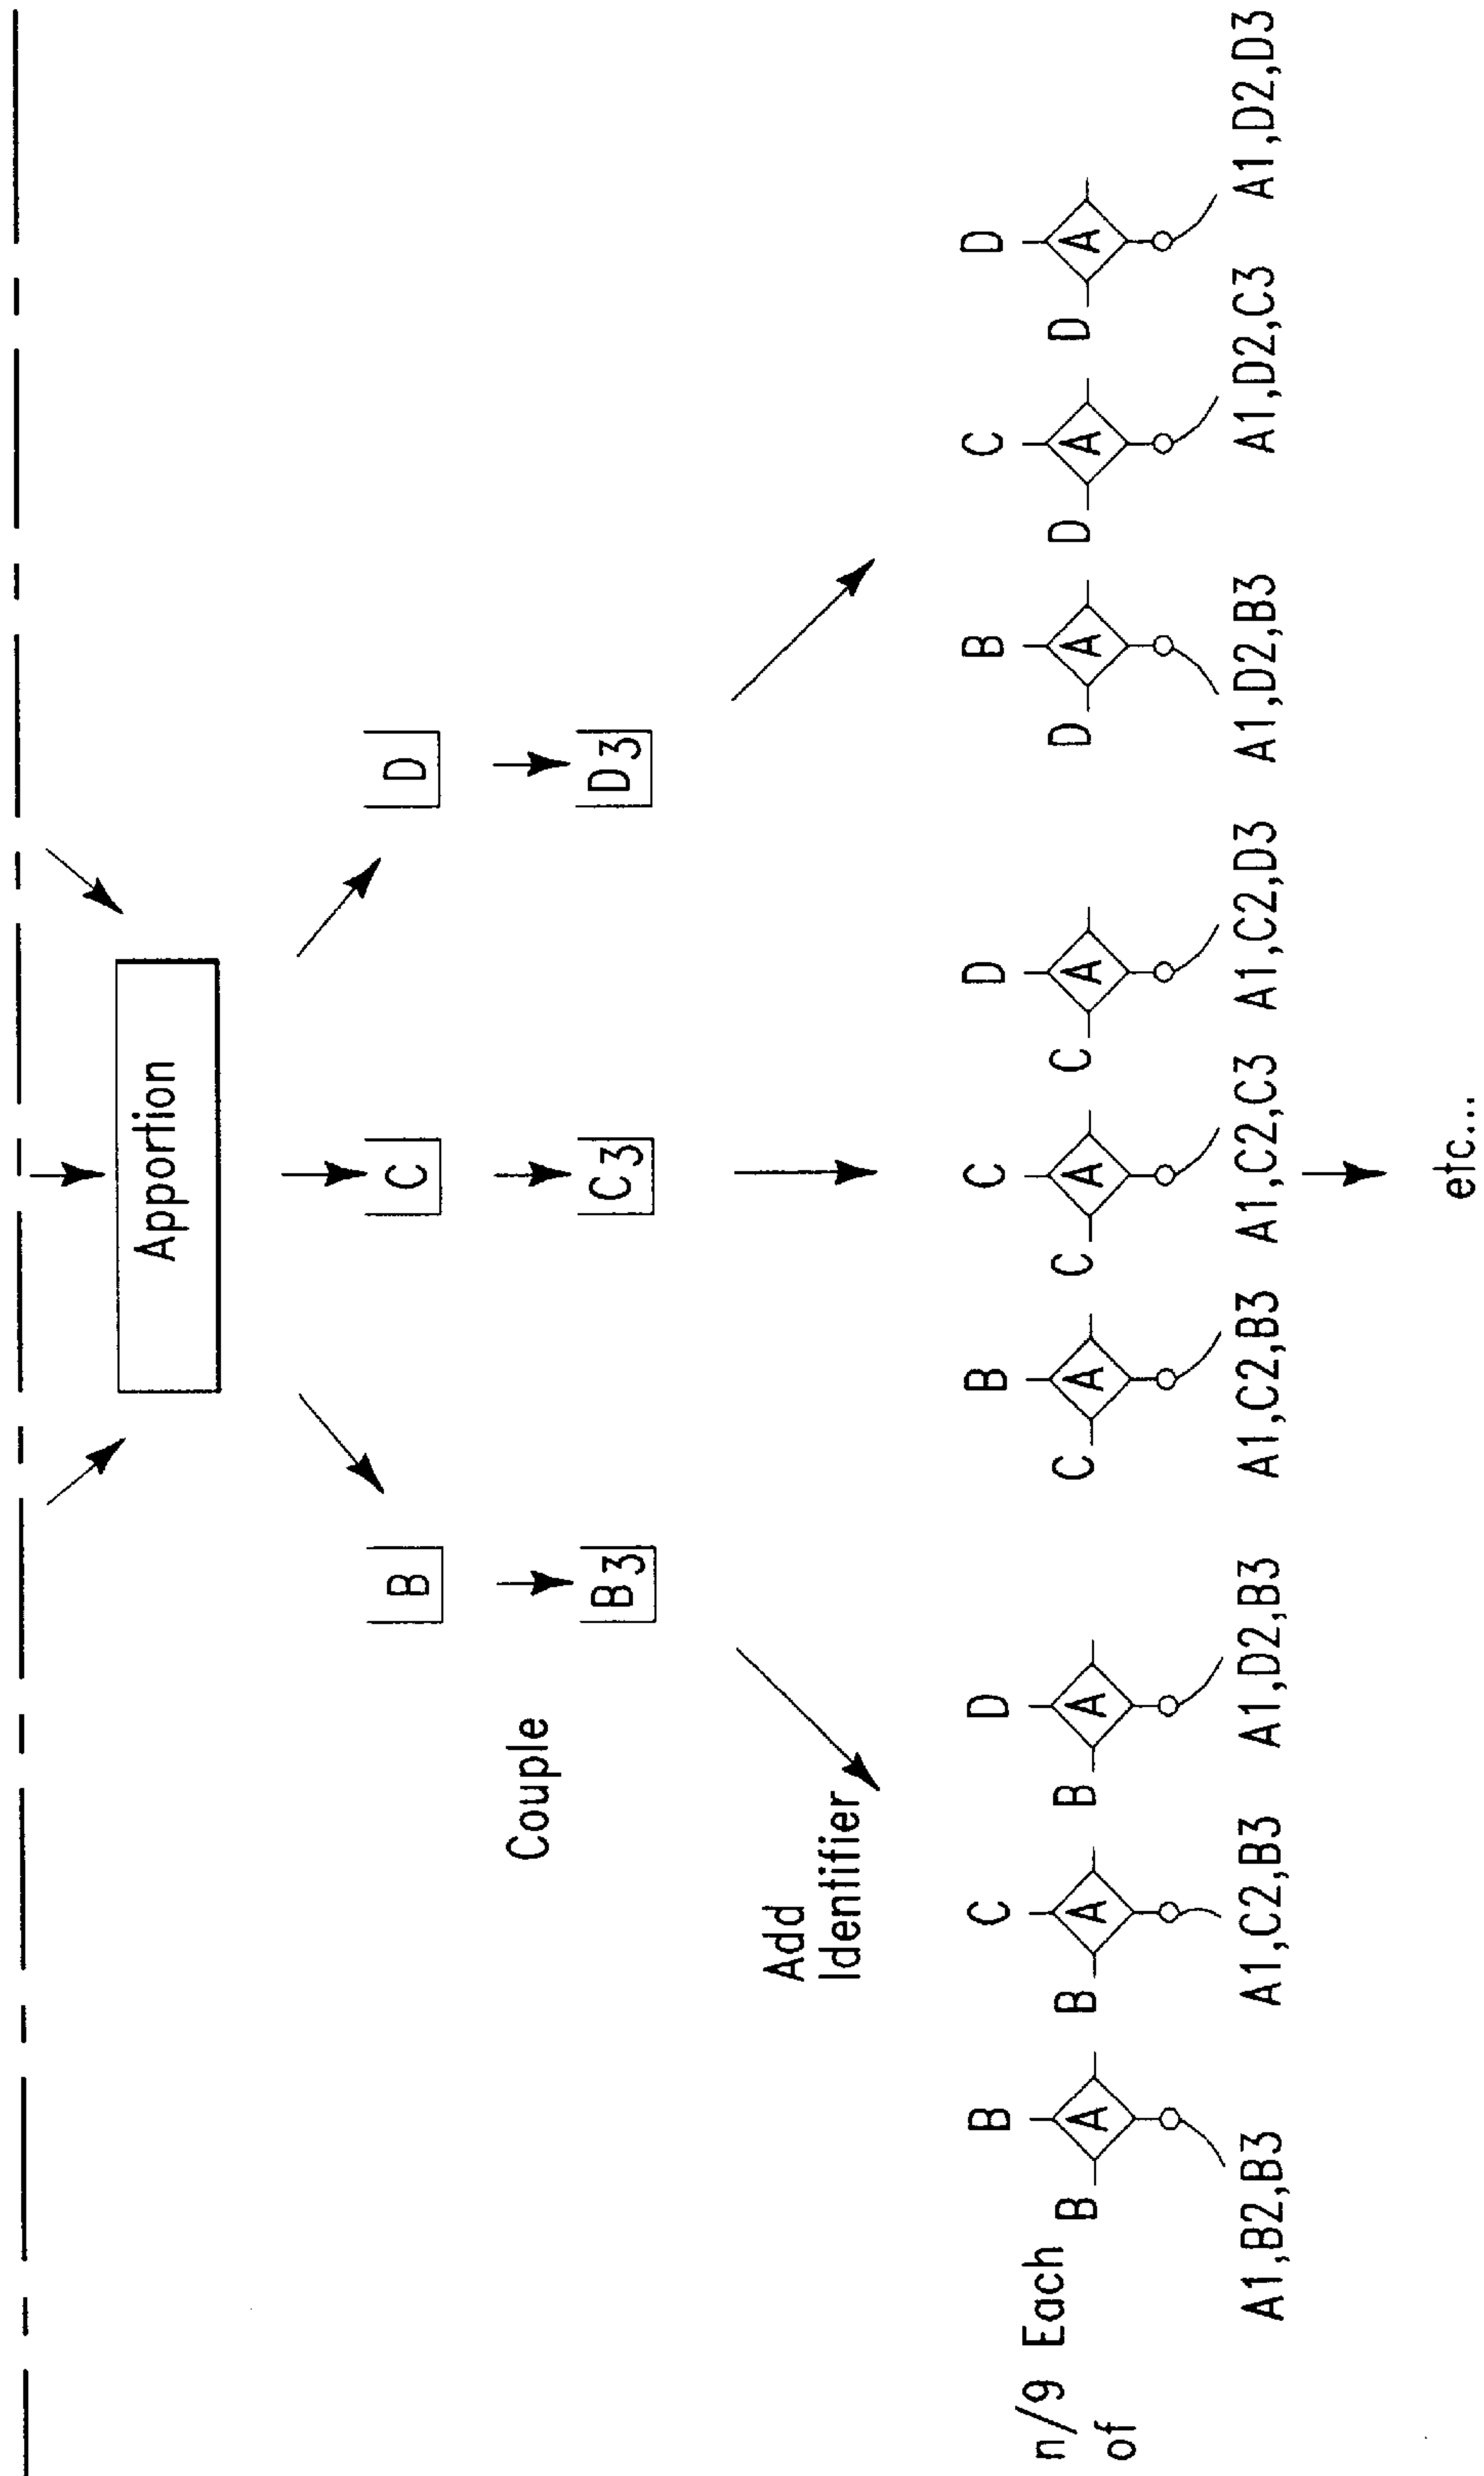 Apportion
B C D
Couple
B3 C3 D3
Add
Identifier
B C D B C D B C D
n/9 Each
of
B A B A B A C A C A C A D A D A D A
A1,B2,B3 A1,C2,B3 A1,D2,B3 A1,C2,B3 A1,C2,C3 A1,C2,D3 A1,D2,B3 A1,D2,C3 A1,D2,D3
etc...